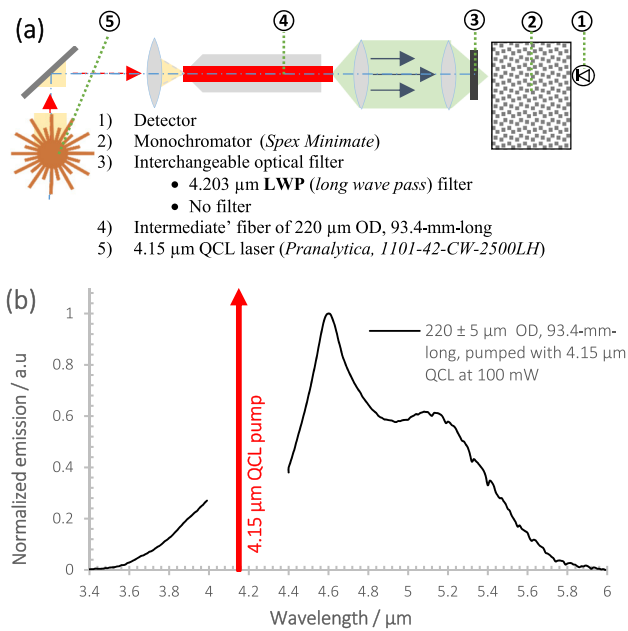 (a)
5
4
3
2
1
1) Detector
2) Monochromator (Spex Minimate)
3) Interchangeable optical filter
• 4.203 µm LWP (long wave pass) filter
• No filter
4) Intermediate' fiber of 220 µm OD, 93.4-mm-long
5) 4.15 µm QCL laser (Pranalytica, 1101-42-CW-2500LH)
(b)
Normalized emission / a.u
1
0.8
0.6
0.4
0.2
0
4.15 µm QCL pump
220 ± 5 µm OD, 93.4-mm-
long, pumped with 4.15 µm
QCL at 100 mW
3.4 3.6 3.8 4 4.2 4.4 4.6 4.8 5 5.2 5.4 5.6 5.8 6
Wavelength / µm